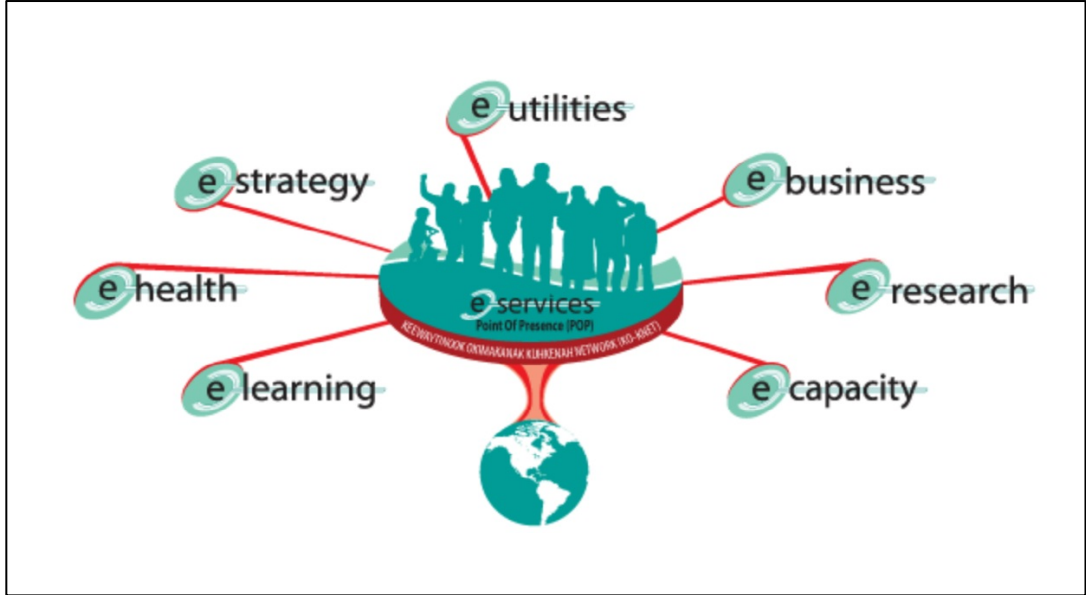 e utilities
e strategy
e business
e health
e research
e services
Point Of Presence (POP)
KEEWAYTINOOK OKIMAKANAK KUHKENAH NETWORK (KO-KNET)
e learning
e capacity